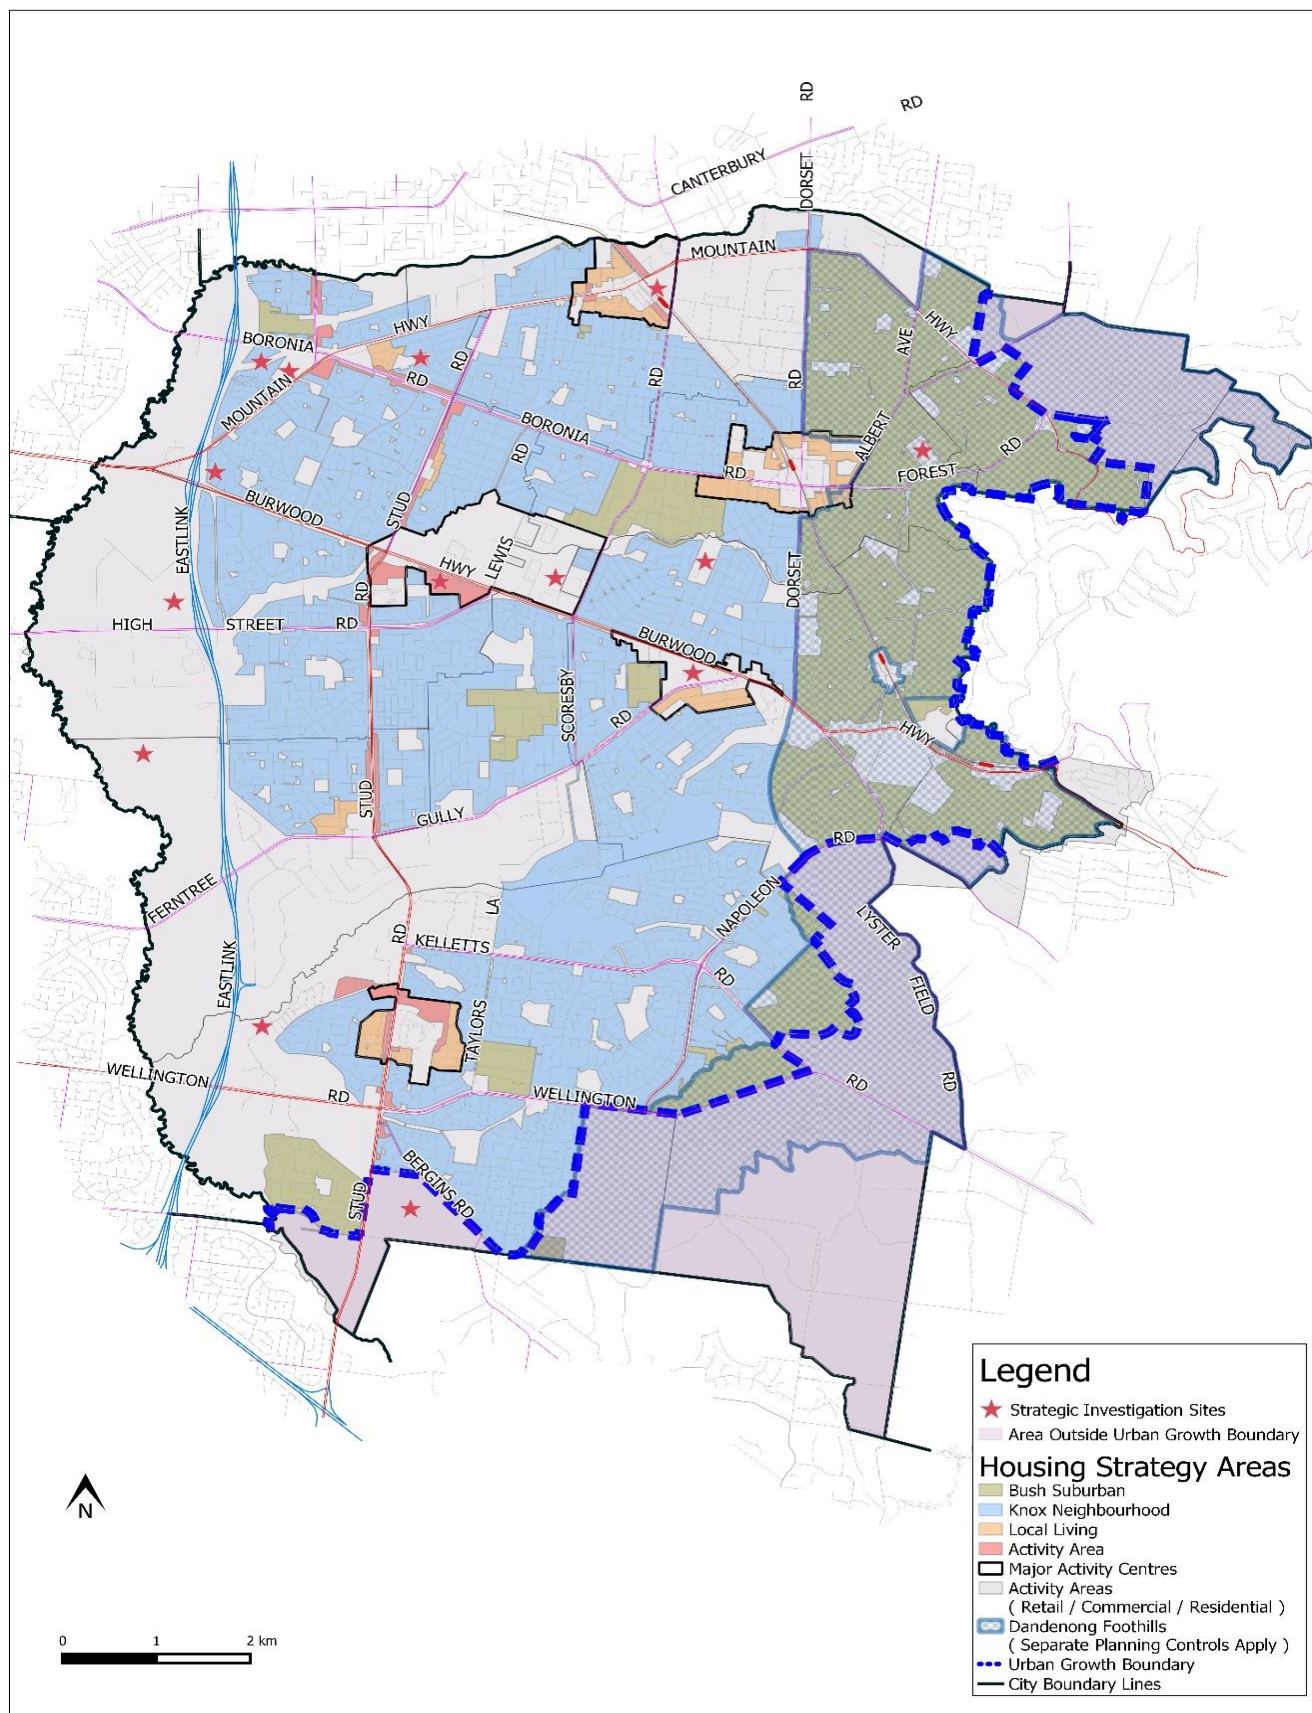 RD
RD
CANTERBURY
DORSET
MOUNTAIN
HWY
BORONIA
HWY
AVE
RD
RD
RD
RD
MOUNTAIN
BORONIA
ALBERT
RD
RD
RD
FOREST
BURWOOD
STUD
EASTLINK
LEWIS
HWY
DORSET
RD
HIGH
STREET
RD
BURWOOD
SCORESBY
RD
HWY
STUD
GULLY
RD
FERNTREE
NAPOLEON
LA
LYSTER
FIELD
RD
KELLETTS
RD
EASTLINK
TAYLORS
WELLINGTON
RD
WELLINGTON
RD
RD
BERGINS RD
STUD
N
0 1 2 km
Legend
Strategic Investigation Sites
Area Outside Urban Growth Boundary
Housing Strategy Areas
Bush Suburban
Knox Neighbourhood
Local Living
Activity Area
Major Activity Centres
Activity Areas
( Retail / Commercial / Residential )
Dandenong Foothills
( Separate Planning Controls Apply )
Urban Growth Boundary
City Boundary Lines